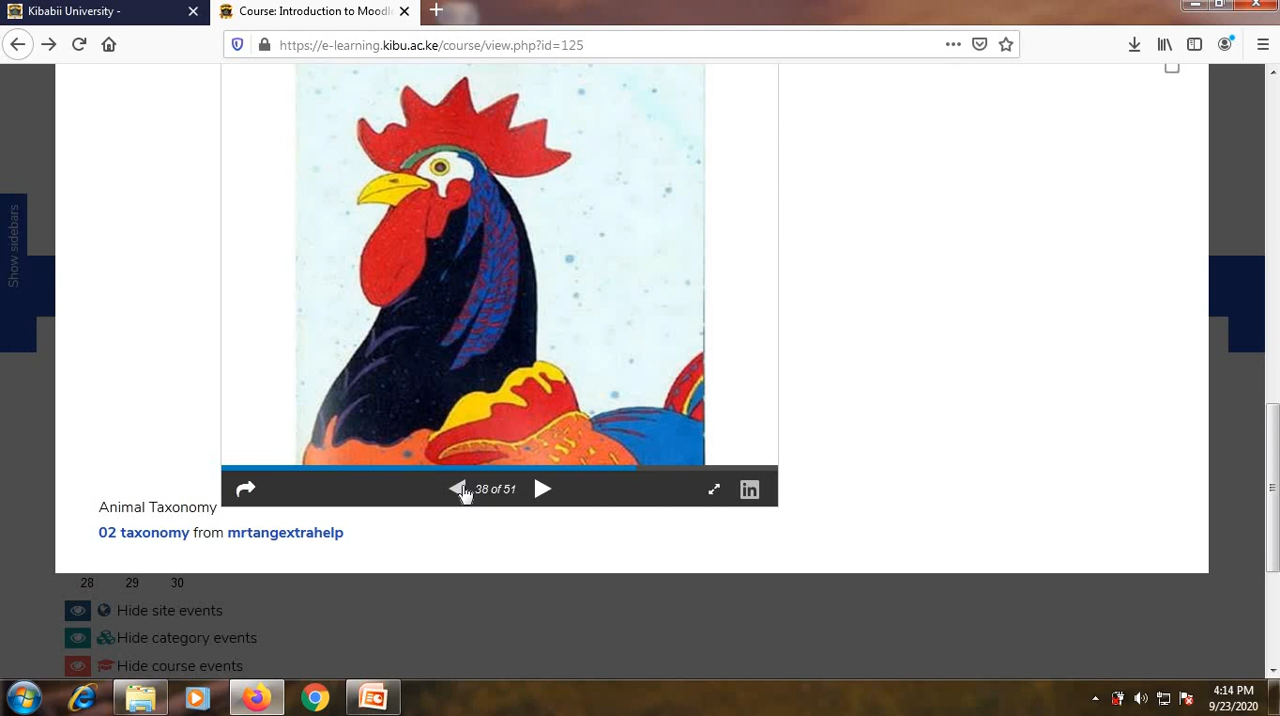 Kibabii University -
Course: Introduction to Moodl
https://e-learning.kibu.ac.ke/course/view.php?id=125
Show sidebars
38 of 51
Animal Taxonomy
02 taxonomy from mrtangextrahelp
28 29 30
Hide site events
Hide category events
Hide course events
4:14 PM
9/23/2020